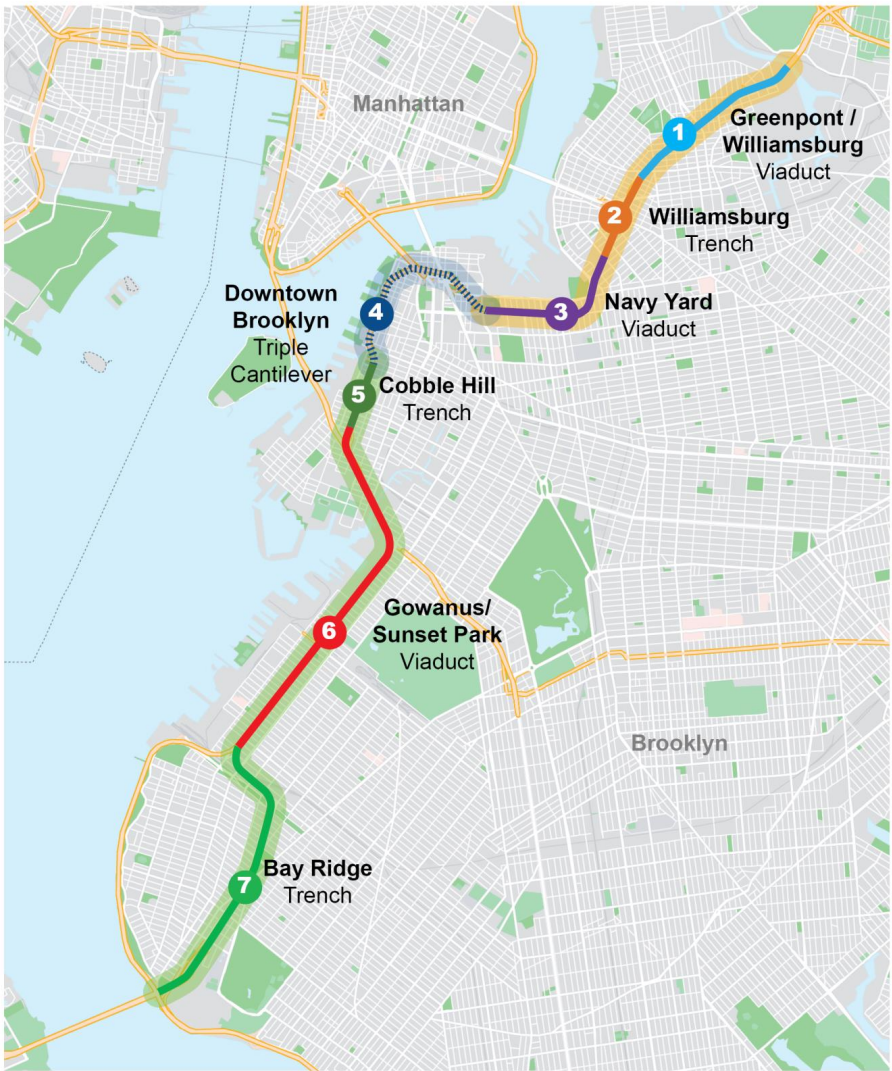 Manhattan
1
Greenpont /
Williamsburg
Viaduct
2
Williamsburg
Trench
3
Navy Yard
Viaduct
4
Downtown
Brooklyn
Triple
Cantilever
5
Cobble Hill
Trench
6
Gowanus/
Sunset Park
Viaduct
Brooklyn
7
Bay Ridge
Trench